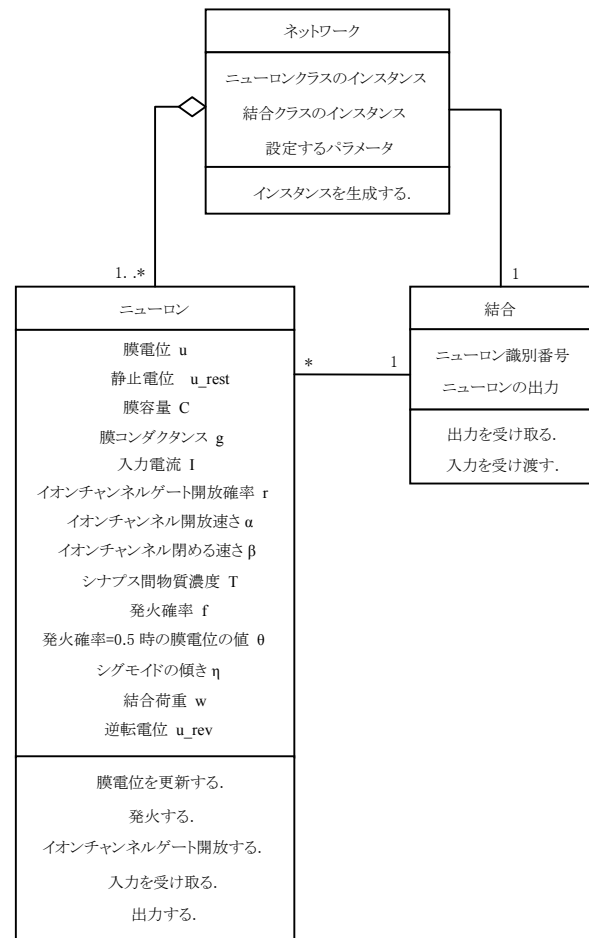 ネットワーク
ニューロンクラスのインスタンス
結合クラスのインスタンス
設定するパラメータ
インスタンスを生成する.
1. .*
1
ニューロン
膜電位 u
静止電位 u_rest
膜容量 C
膜コンダクタンス g
入力電流 I
イオンチャンネルゲート開放確率 r
イオンチャンネル開放速さ α
イオンチャンネル閉める速さ β
シナプス間物質濃度 T
発火確率 f
発火確率=0.5 時の膜電位の値 θ
シグモイドの傾き η
結合荷重 w
逆転電位 u_rev
膜電位を更新する.
発火する.
イオンチャンネルゲート開放する.
入力を受け取る.
出力する.
*
1
結合
ニューロン識別番号
ニューロンの出力
出力を受け取る.
入力を受け渡す.